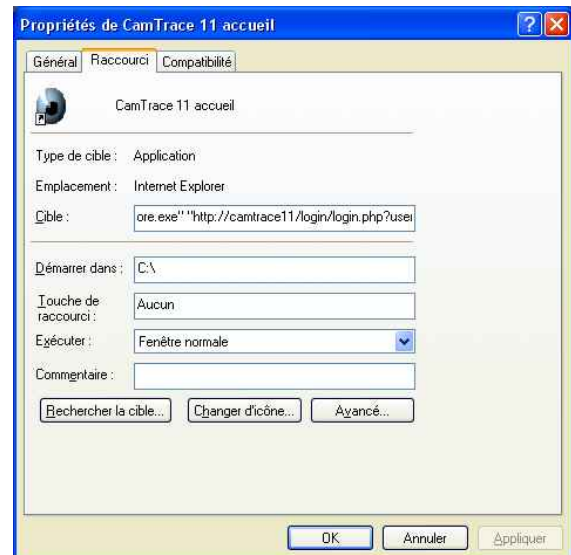 Propriétés de CamTrace 11 accueil
Général Raccourci Compatibilité
CamTrace 11 accueil
Type de cible : Application
Emplacement : Internet Explorer
Cible : ore.exe" "http://camtrace11/login/login.php?user
Démarrer dans : C:\
Touche de raccourci : Aucun
Exécuter : Fenêtre normale
Commentaire :
Rechercher la cible... Changer d'icône... Avancé...
OK Annuler Appliquer